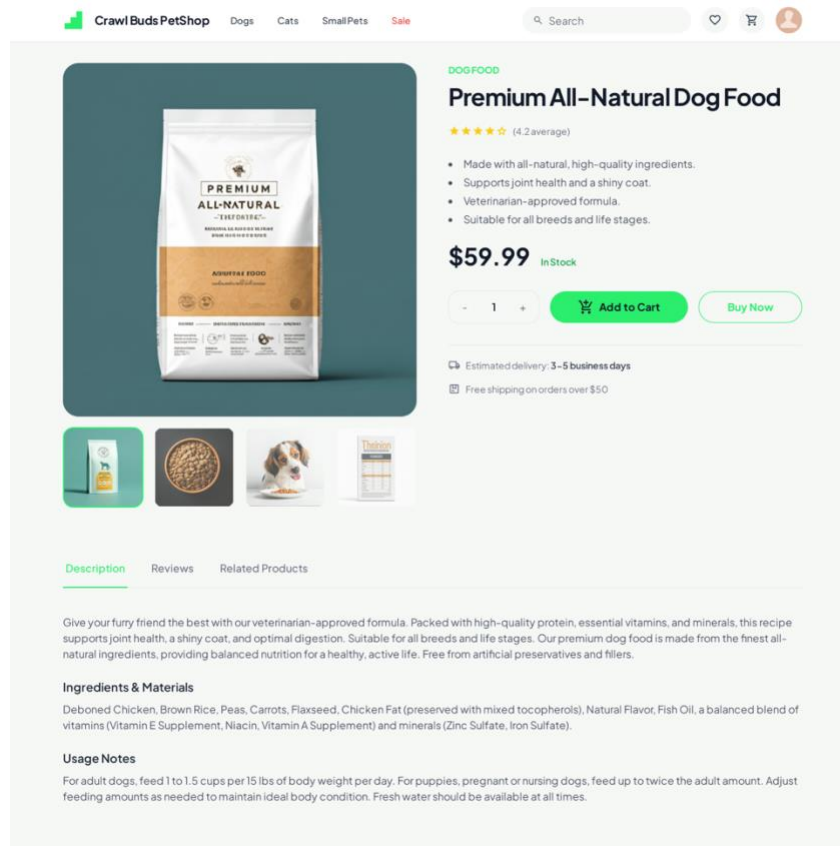 Crawl Buds PetShop
Dogs
Cats
Small Pets
Sale
Search
PREMIUM
ALL-NATURAL
DOG FOOD
Premium All-Natural Dog Food
(4.2 average)
• Made with all-natural, high-quality ingredients.
• Supports joint health and a shiny coat.
• Veterinarian-approved formula.
• Suitable for all breeds and life stages.
$59.99 In Stock
- 1 +
Add to Cart
Buy Now
Estimated delivery: 3-5 business days
Free shipping on orders over $50
Description
Reviews
Related Products
Give your furry friend the best with our veterinarian-approved formula. Packed with high-quality protein, essential vitamins, and minerals, this recipe
supports joint health, a shiny coat, and optimal digestion. Suitable for all breeds and life stages. Our premium dog food is made from the finest all-
natural ingredients, providing balanced nutrition for a healthy, active life. Free from artificial preservatives and fillers.
Ingredients & Materials
Deboned Chicken, Brown Rice, Peas, Carrots, Flaxseed, Chicken Fat (preserved with mixed tocopherols), Natural Flavor, Fish Oil, a balanced blend of
vitamins (Vitamin E Supplement, Niacin, Vitamin A Supplement) and minerals (Zinc Sulfate, Iron Sulfate).
Usage Notes
For adult dogs, feed 1 to 1.5 cups per 15 lbs of body weight per day. For puppies, pregnant or nursing dogs, feed up to twice the adult amount. Adjust
feeding amounts as needed to maintain ideal body condition. Fresh water should be available at all times.